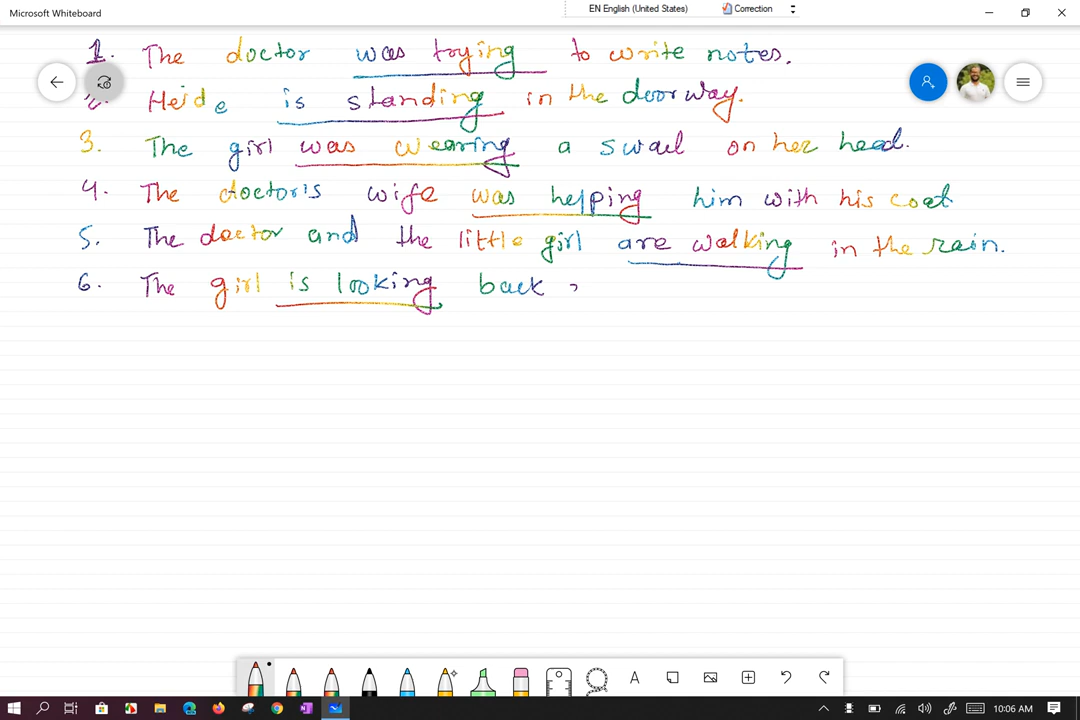 Microsoft Whiteboard
EN English (United States) Correction
1. The doctor was trying to write notes.
2. Heide is standing in the doorway.
3. The girl was wearing a swail on her head.
4. The doctor's wife was helping him with his coat
5. The doctor and the little girl are walking in the rain.
6. The girl is looking back
A
10:06 AM